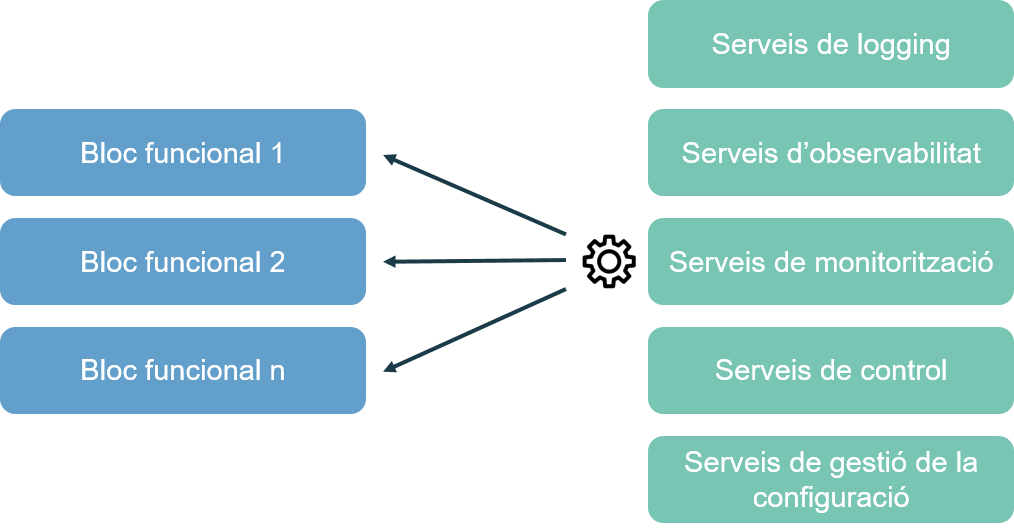 Serveis de logging
Bloc funcional 1
Serveis d’observabilitat
Bloc funcional 2
Serveis de monitorització
Bloc funcional n
Serveis de control
Serveis de gestió de la
configuració